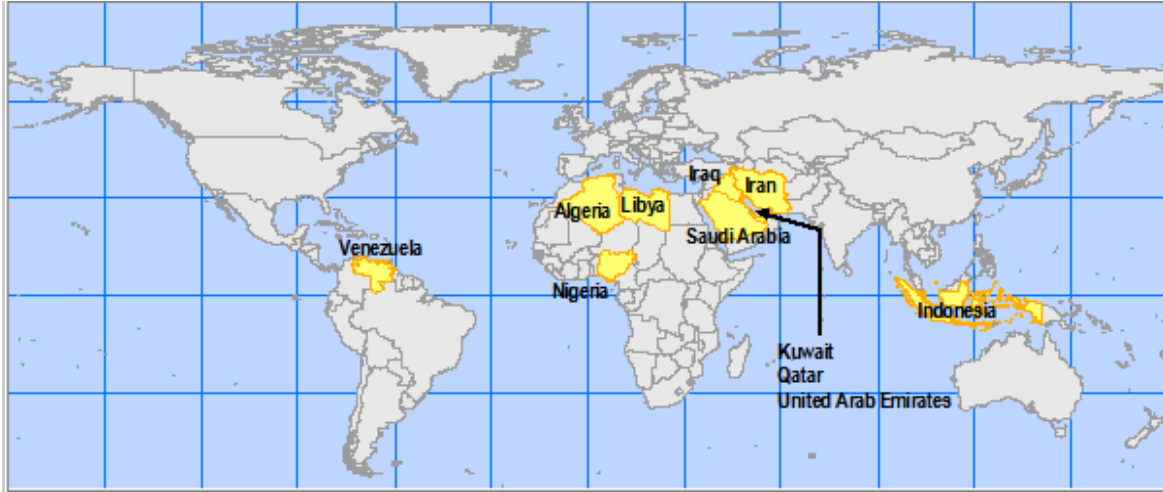 Iraq
Iran
Algeria
Libya
Saudi Arabia
Venezuela
Nigeria
Indonesia
Kuwait
Qatar
United Arab Emirates